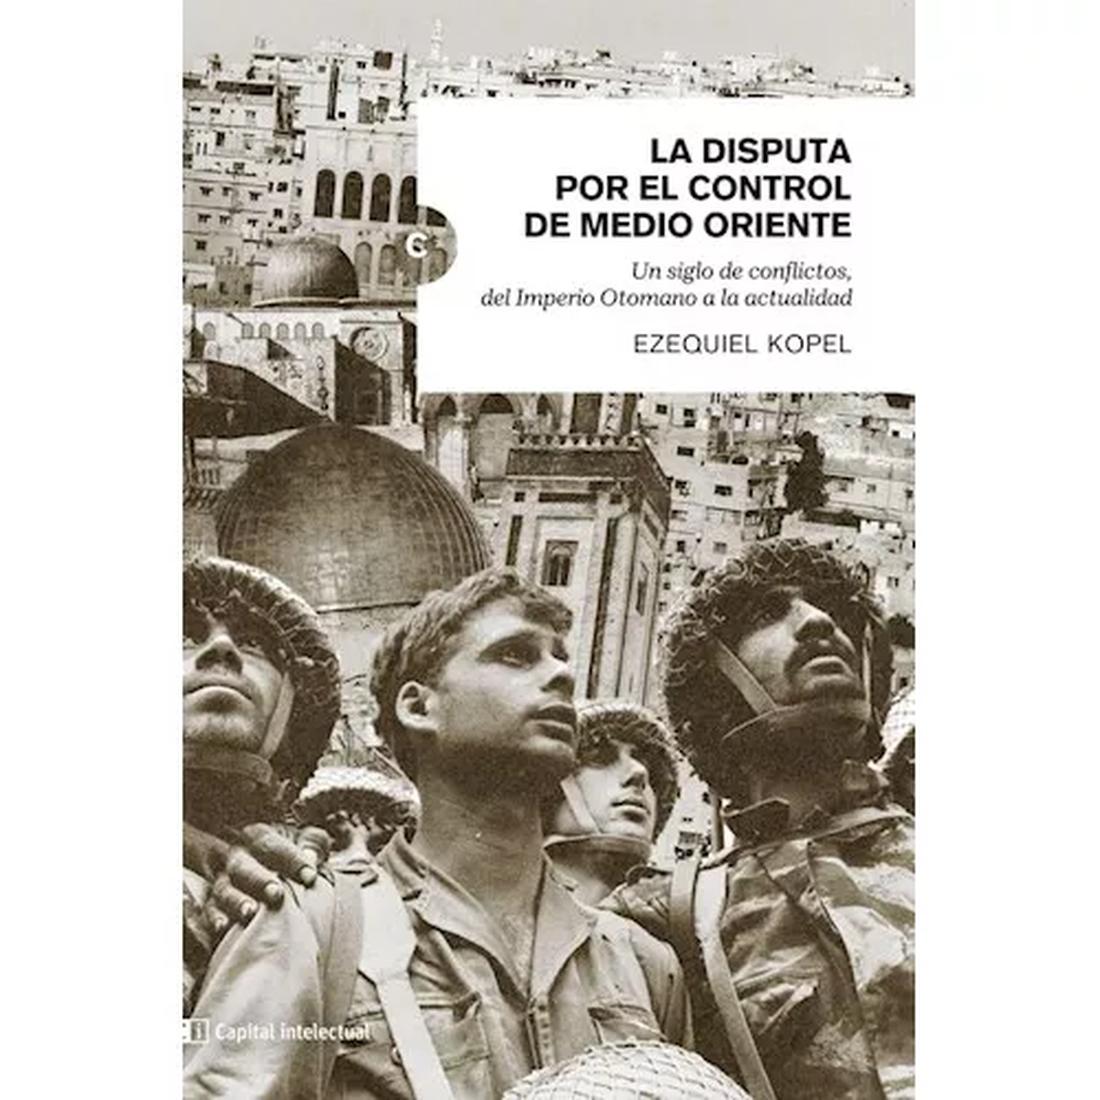 LA DISPUTA
POR EL CONTROL
DE MEDIO ORIENTE
Un siglo de conflictos,
del Imperio Otomano a la actualidad
EZEQUIEL KOPEL
C
i Capital intelectual